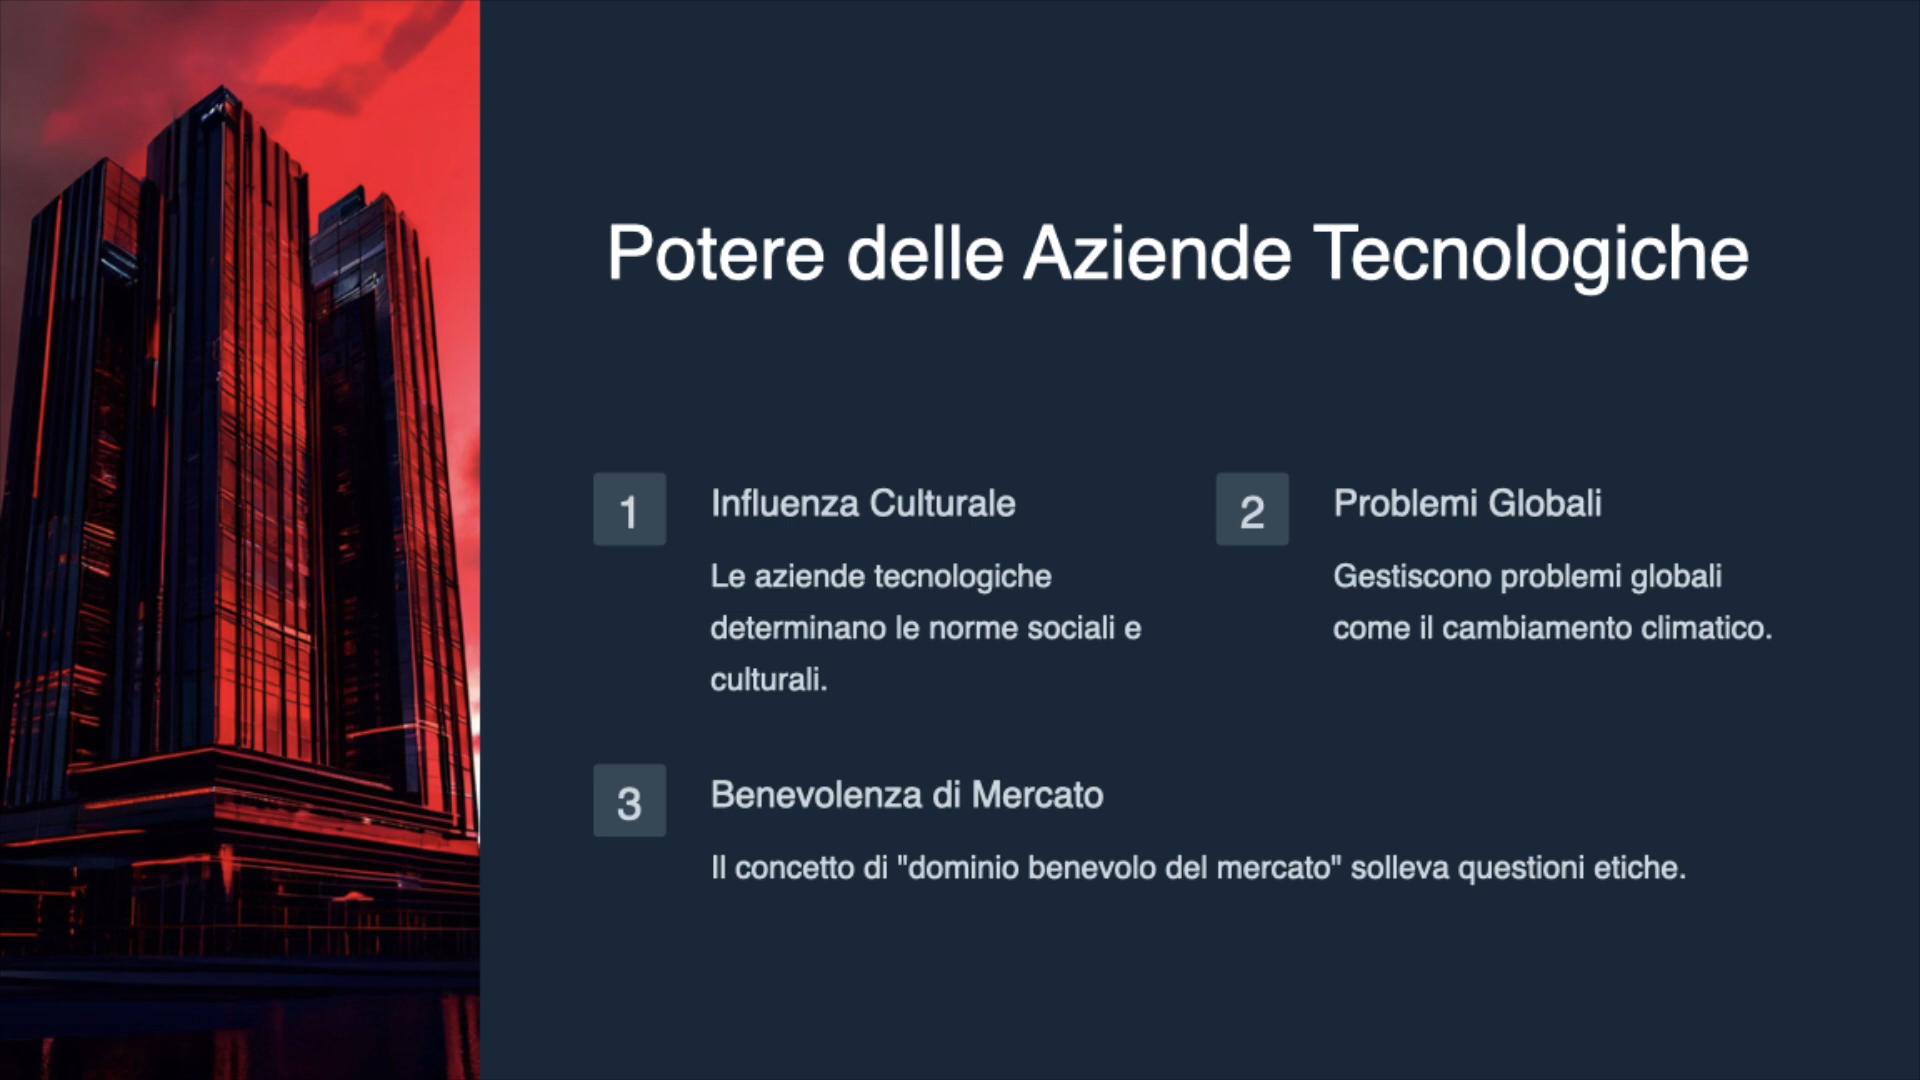 Potere delle Aziende Tecnologiche
1
Influenza Culturale
Le aziende tecnologiche
determinano le norme sociali e
culturali.
2
Problemi Globali
Gestiscono problemi globali
come il cambiamento climatico.
3
Benevolenza di Mercato
Il concetto di "dominio benevolo del mercato" solleva questioni etiche.